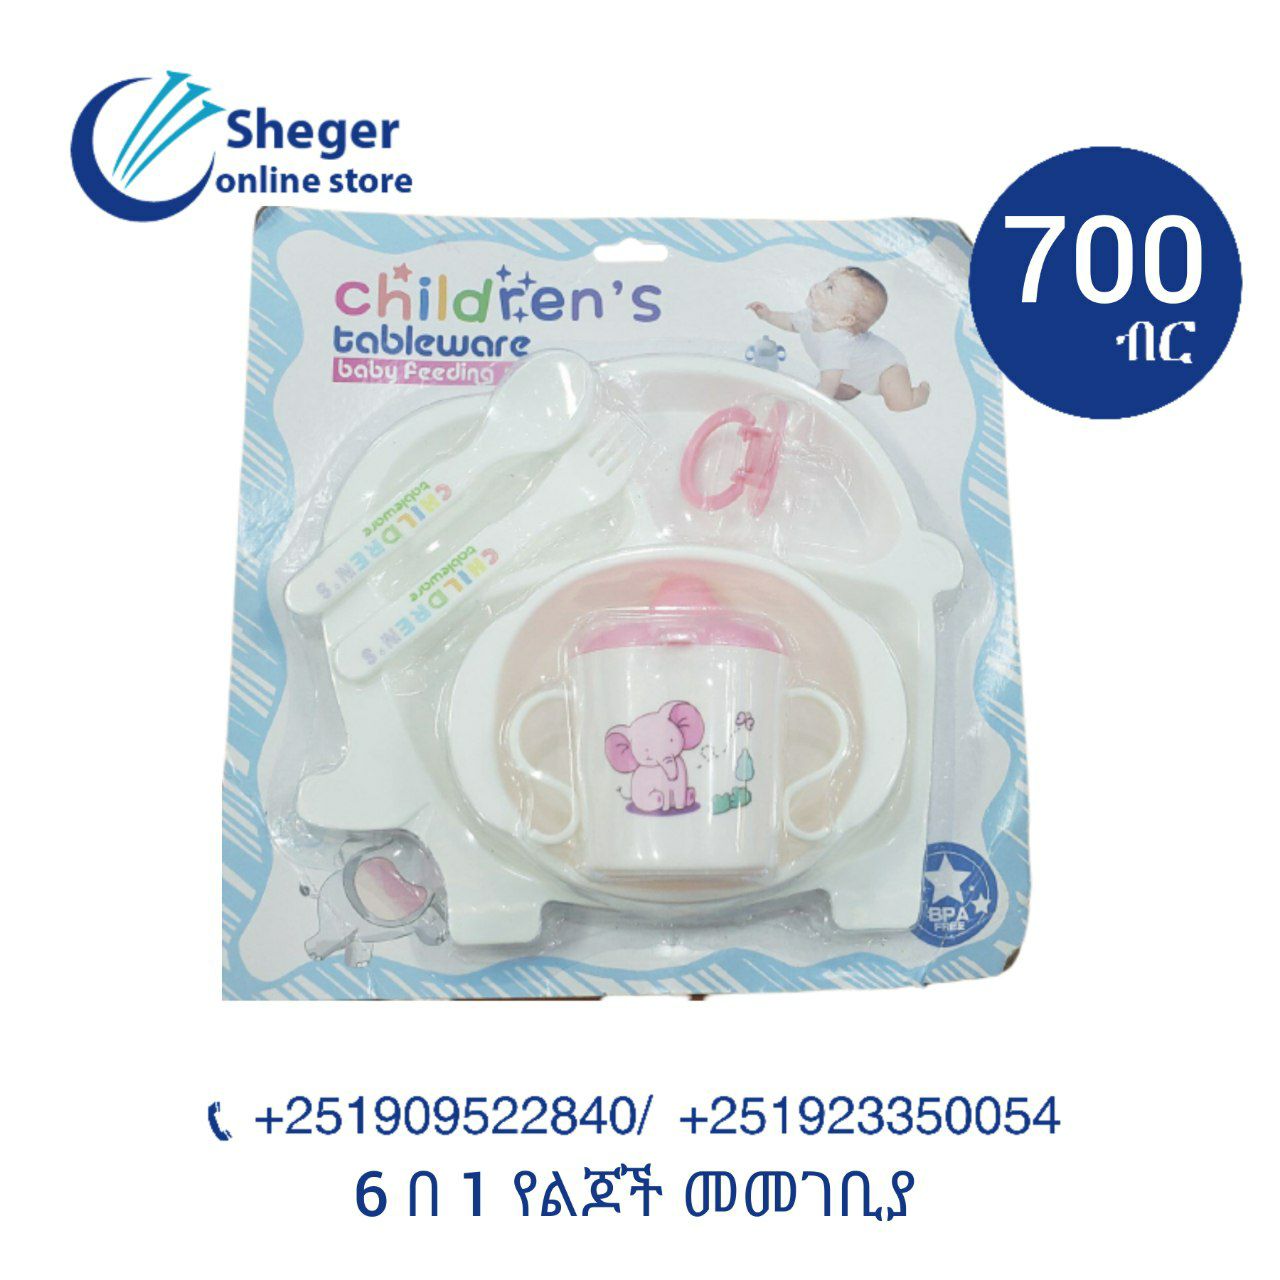 Sheger
online store
700
ብር
children's
tableware
baby feeding
CHILDREN'S
tableware
CHILDREN'S
tableware
BPA
FREE
+251909522840/ +251923350054
6 በ 1 የልጆች መመገቢያ